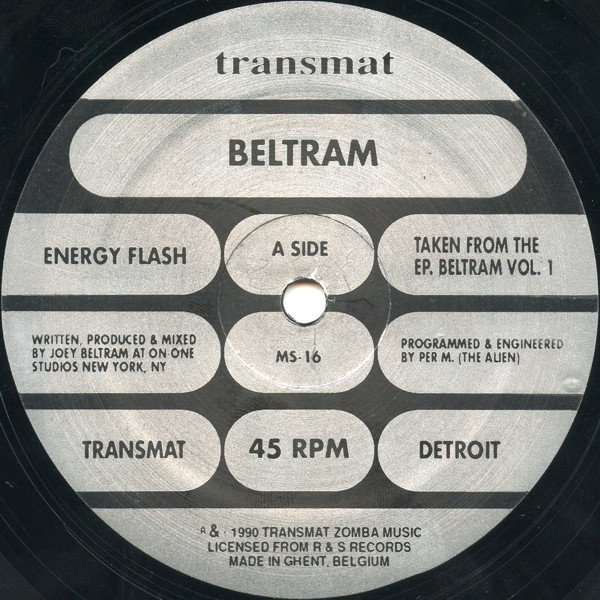 transmat
BELTRAM
ENERGY FLASH
A SIDE
TAKEN FROM THE
EP. BELTRAM VOL. 1
WRITTEN, PRODUCED & MIXED
BY JOEY BELTRAM AT ON-ONE
STUDIOS NEW YORK, NY
MS-16
PROGRAMMED & ENGINEERED
BY PER M. (THE ALIEN)
TRANSMAT
45 RPM
DETROIT
A & · 1990 TRANSMAT ZOMBA MUSIC
LICENSED FROM R & S RECORDS
MADE IN GHENT, BELGIUM